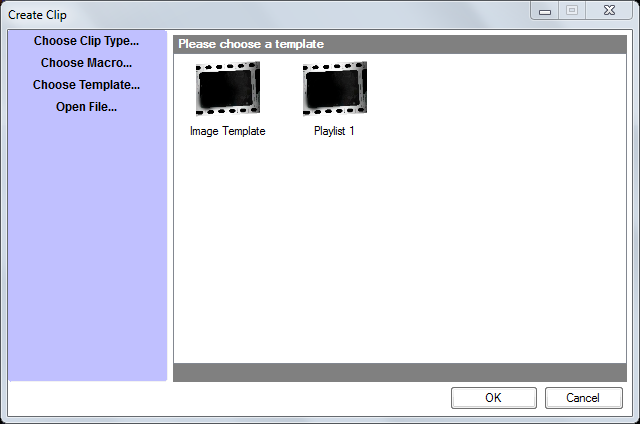 Create Clip
Choose Clip Type...
Choose Macro...
Choose Template...
Open File...
Please choose a template
Image Template
Playlist 1
OK
Cancel